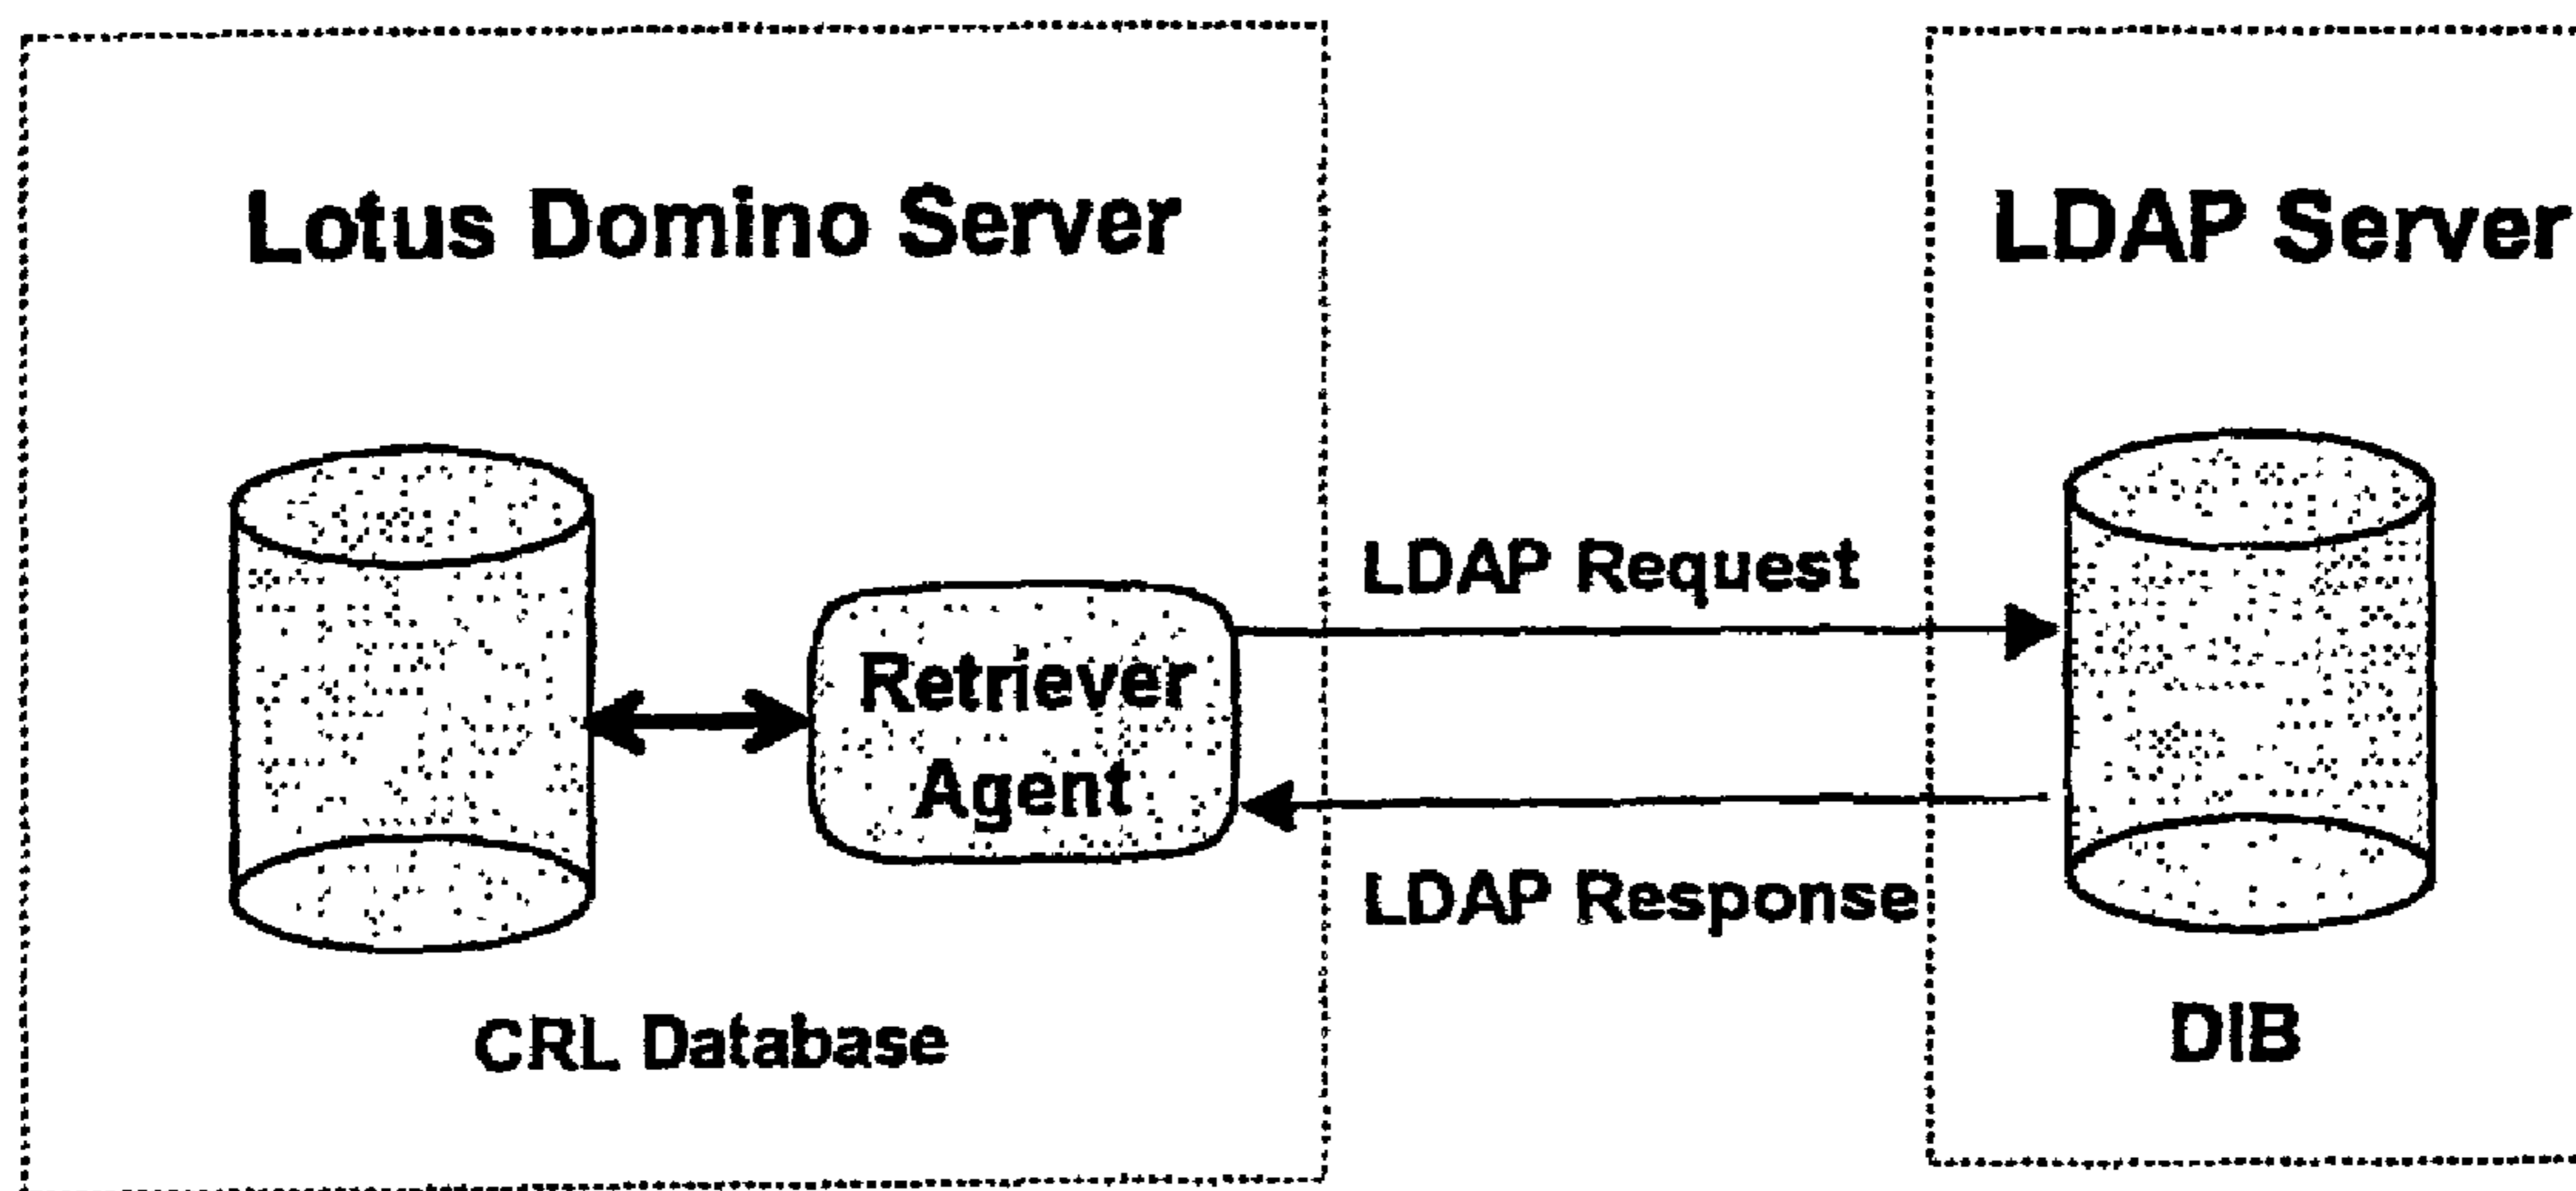 Lotus Domino Server
LDAP Server
LDAP Request
Retriever
Agent
LDAP Response
CRL Database
DIB